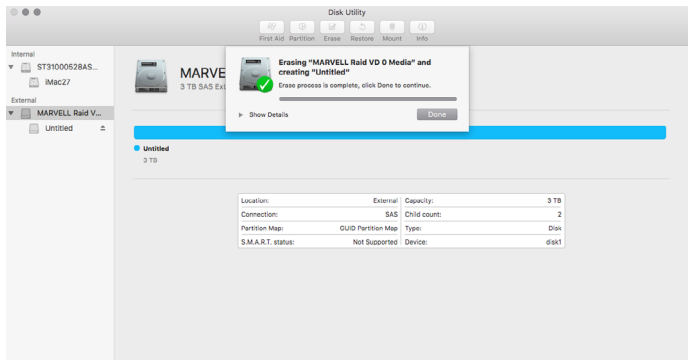 Disk Utility
First Aid Partition Erase Restore Mount Info
Internal
ST31000528AS...
iMac27
External
MARVELL Raid V...
Untitled
MARVE
3 TB SAS Ext
Erasing “MARVELL Raid VD 0 Media” and
creating “Untitled”
Erase process is complete, click Done to continue.
Show Details
Done
Untitled
3 TB
Location: External Capacity: 3 TB
Connection: SAS Child count: 2
Partition Map: GUID Partition Map Type: Disk
S.M.A.R.T. status: Not Supported Device: disk1